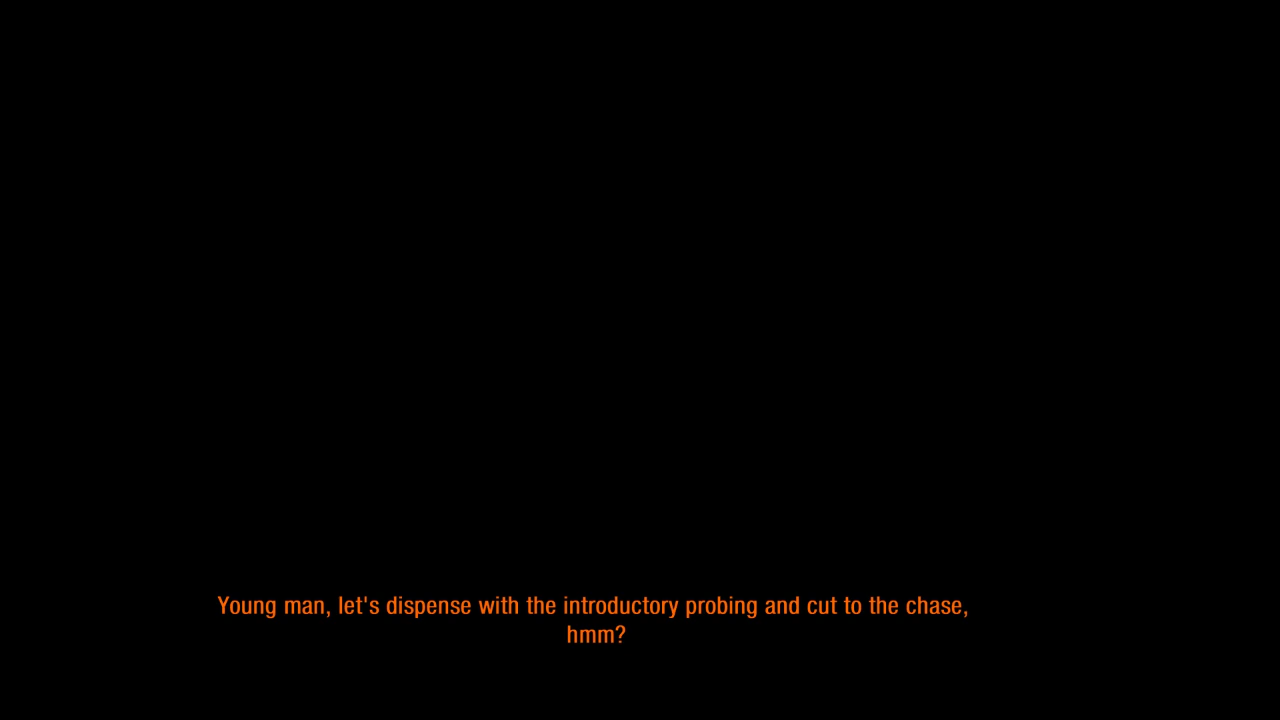 Young man, let's dispense with the introductory probing and cut to the chase,
hmm?